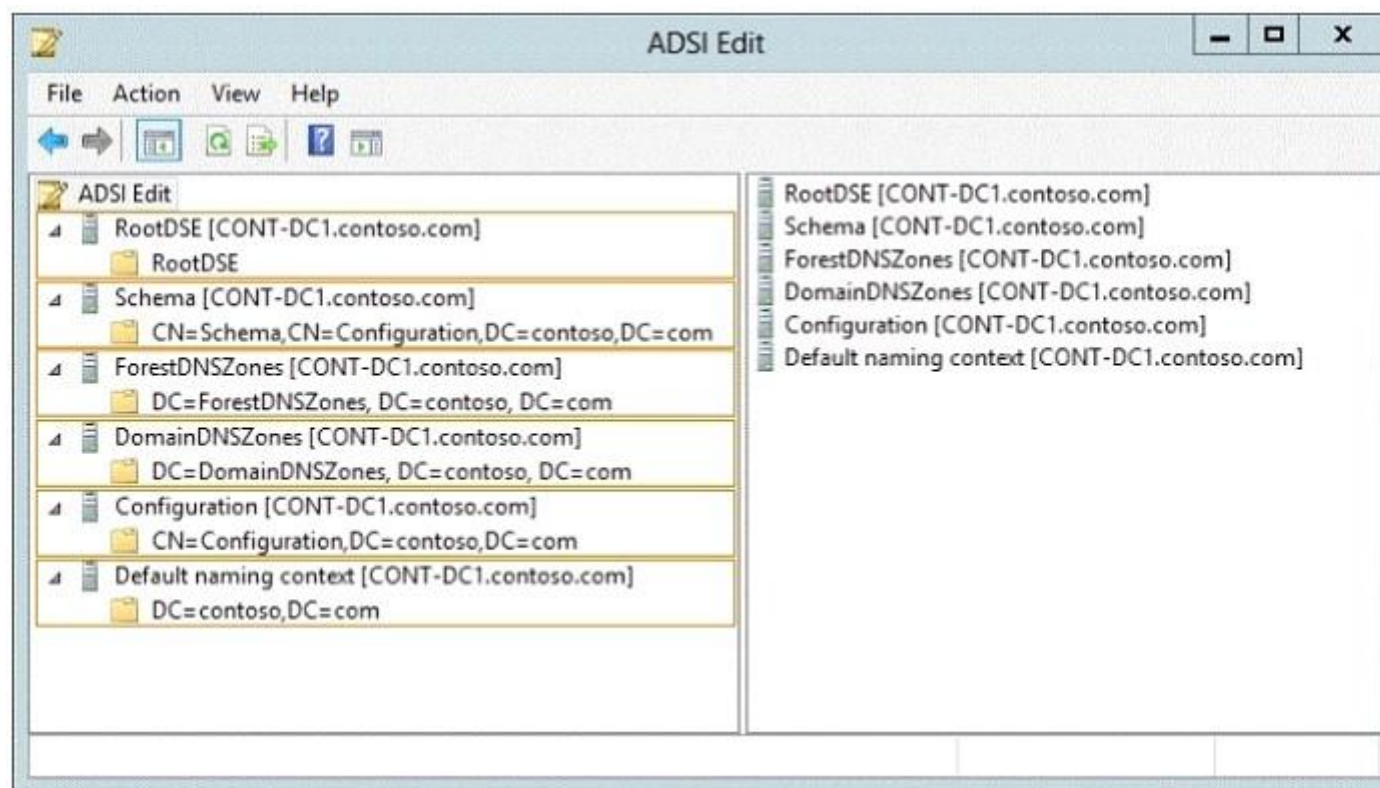 ADSI Edit
File Action View Help
ADSI Edit
RootDSE [CONT-DC1.contoso.com]
RootDSE
Schema [CONT-DC1.contoso.com]
CN=Schema,CN=Configuration,DC=contoso,DC=com
ForestDNSZones [CONT-DC1.contoso.com]
DC=ForestDNSZones, DC=contoso, DC=com
DomainDNSZones [CONT-DC1.contoso.com]
DC=DomainDNSZones, DC=contoso, DC=com
Configuration [CONT-DC1.contoso.com]
CN=Configuration,DC=contoso,DC=com
Default naming context [CONT-DC1.contoso.com]
DC=contoso,DC=com
RootDSE [CONT-DC1.contoso.com]
Schema [CONT-DC1.contoso.com]
ForestDNSZones [CONT-DC1.contoso.com]
DomainDNSZones [CONT-DC1.contoso.com]
Configuration [CONT-DC1.contoso.com]
Default naming context [CONT-DC1.contoso.com]